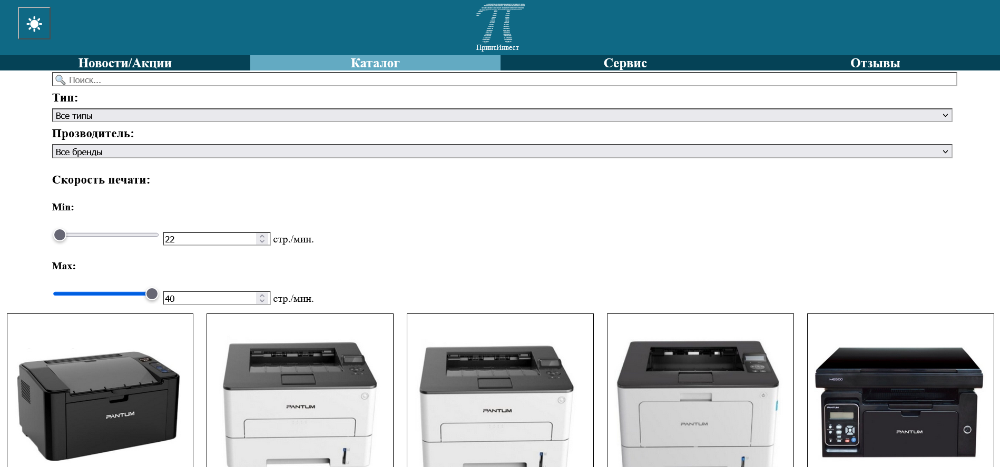 ПринтИнвест
Новости/Акции Каталог Сервис Отзывы
Поиск...
Тип:
Все типы
Прозводитель:
Все бренды
Скорость печати:
Min:
22 стр./мин.
Max:
40 стр./мин.
M6500
PANTUM PANTUM PANTUM PANTUM PANTUM
PANTUM